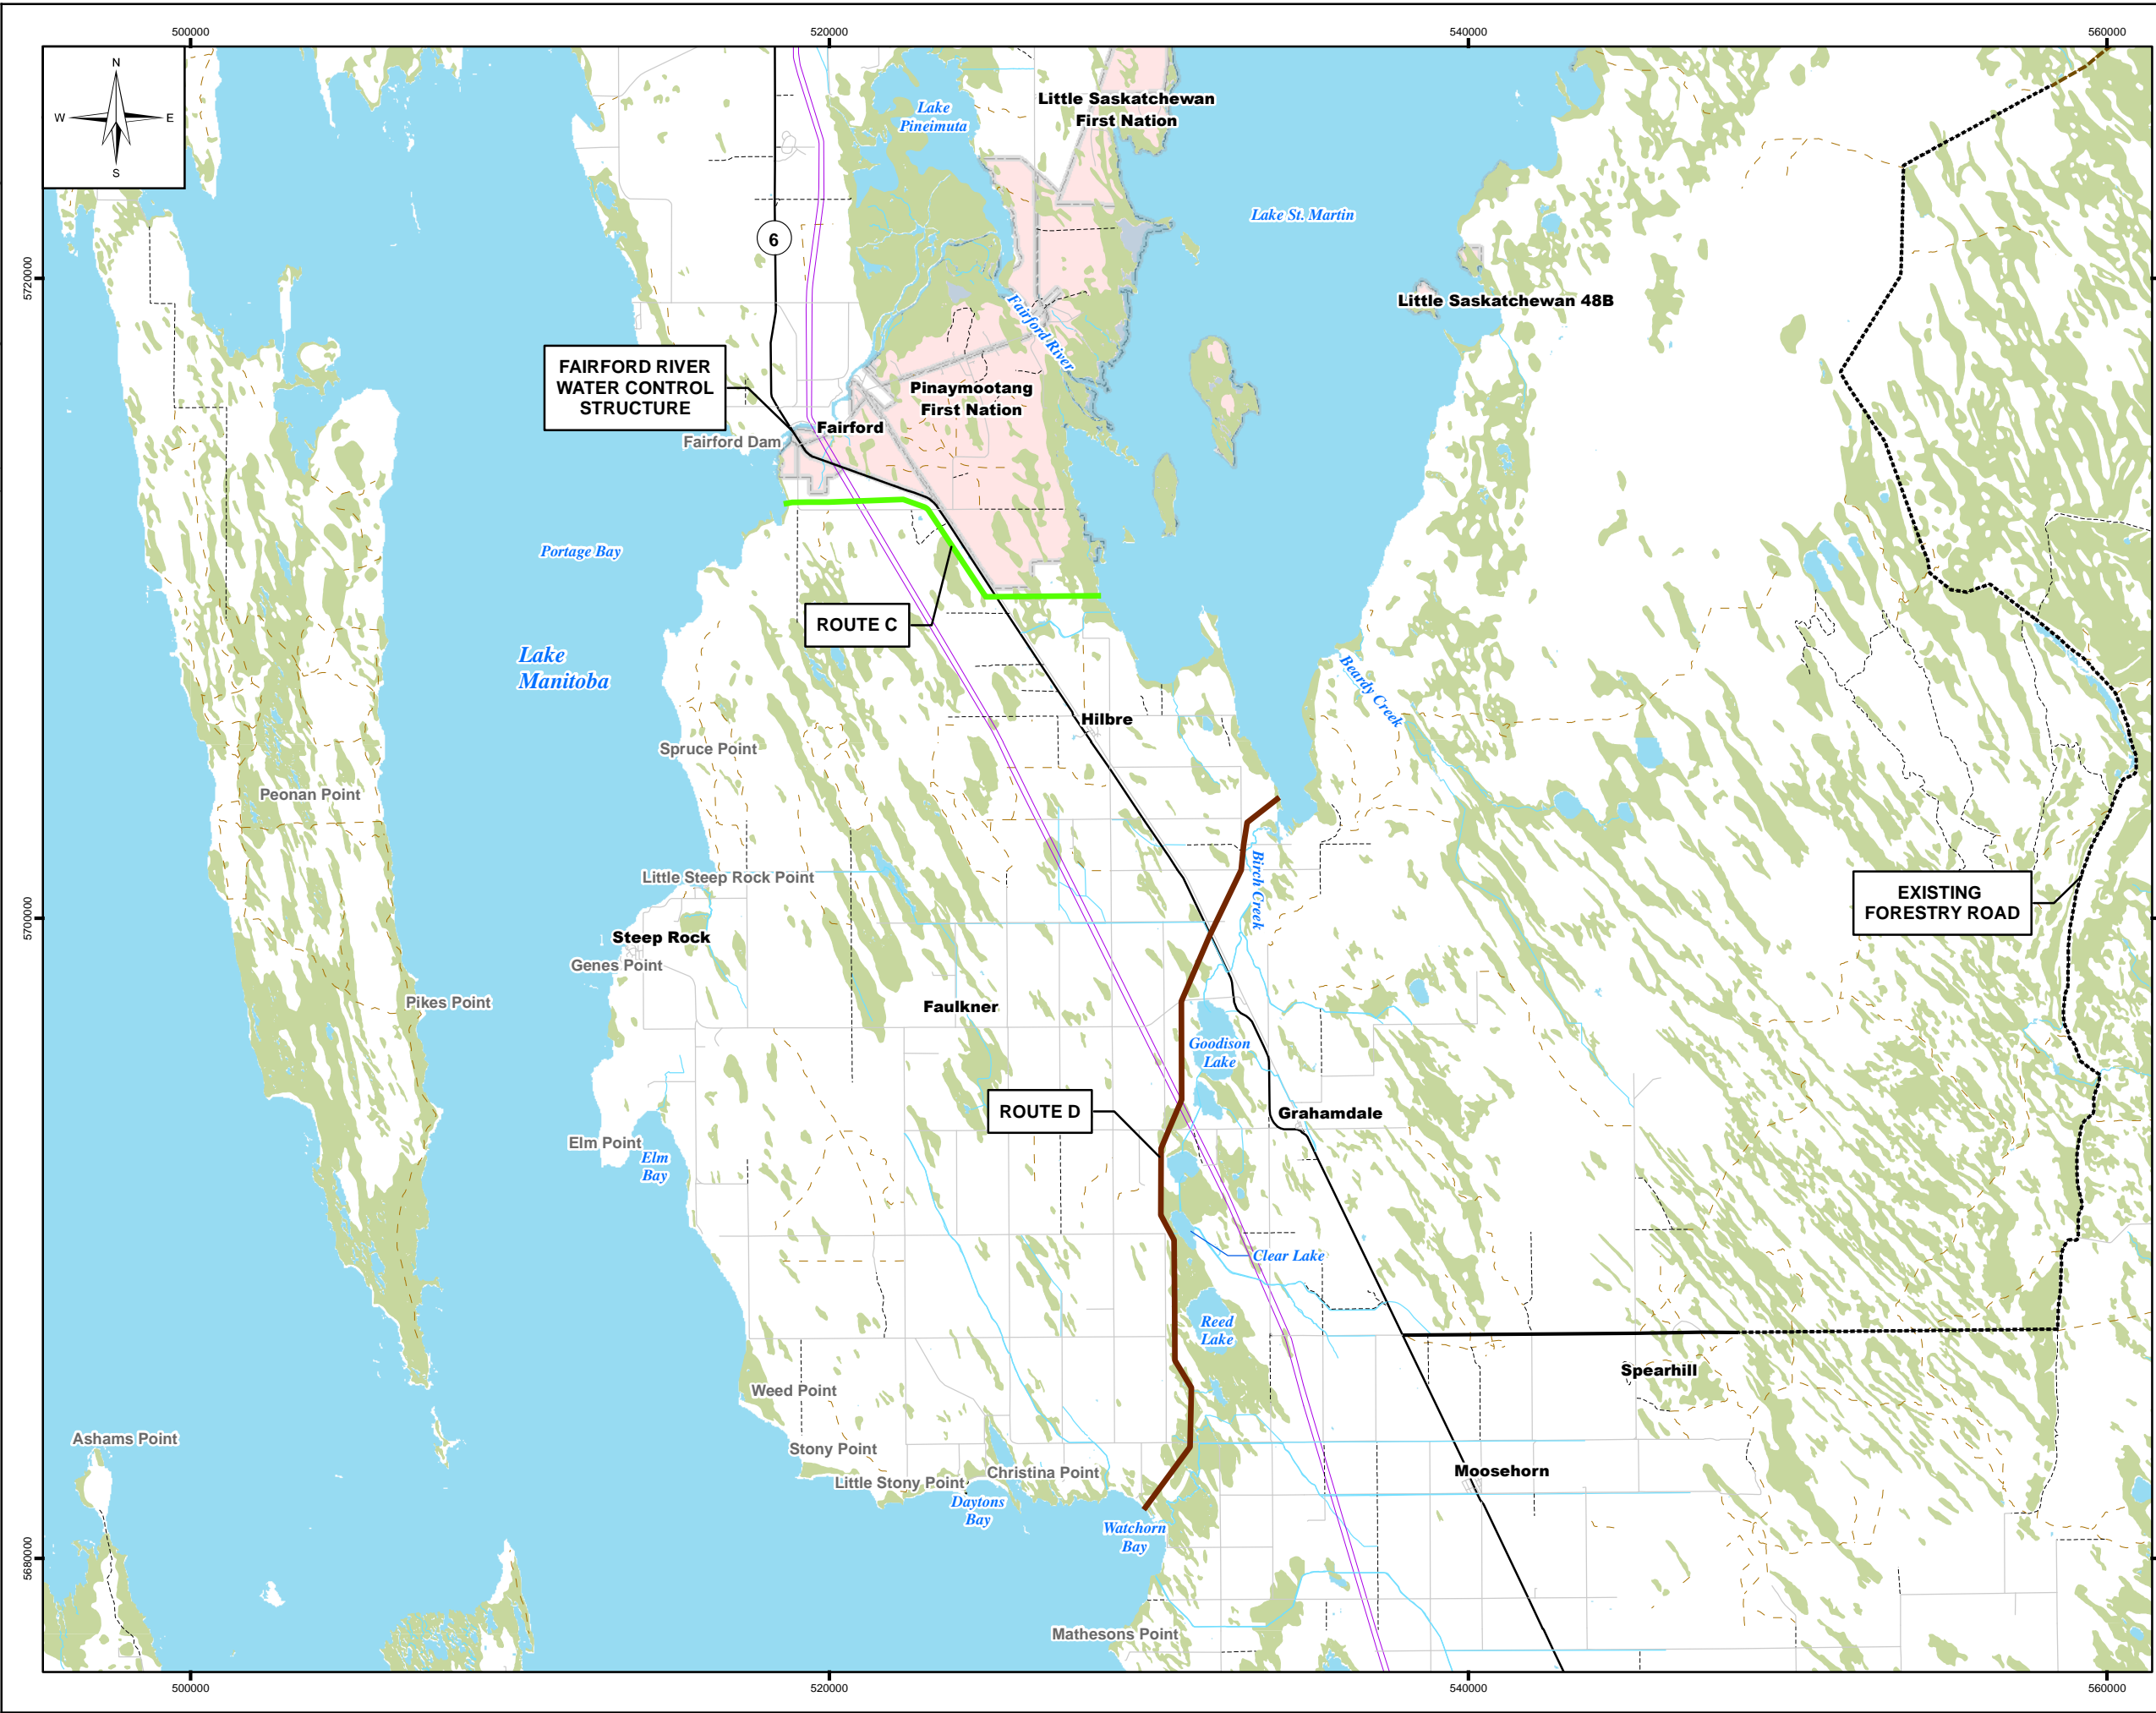 500000
520000
540000
560000
N
W
E
S
Lake
Pineimuta
Little Saskatchewan
First Nation
Lake St. Martin
6
5720000
Little Saskatchewan 48B
Fairford River
FAIRFORD RIVER
WATER CONTROL
STRUCTURE
Pinaymootang
First Nation
Fairford
Fairford Dam
Portage Bay
ROUTE C
Lake
Manitoba
Beardy Creek
Hilbre
Spruce Point
Peonan Point
Little Steep Rock Point
Birch Creek
EXISTING
FORESTRY ROAD
5700000
Steep Rock
Genes Point
Pikes Point
Faulkner
Goodison
Lake
ROUTE D
Grahamdale
Elm Point
Elm
Bay
Clear Lake
Reed
Lake
Spearhill
Weed Point
Ashams Point
Stony Point
Christina Point
Moosehorn
Little Stony Point
Daytons
Bay
Watchorn
Bay
5680000
Mathesons Point
500000
520000
540000
560000